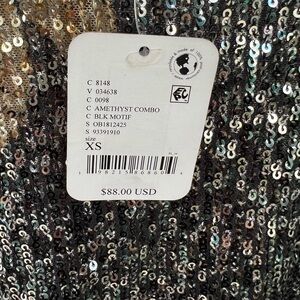 C 8148
V 034638
C 0098
C AMETHYST COMBO
C BLK MOTIF
S OB1812425
S 93391910
size
XS
$88.00 USD